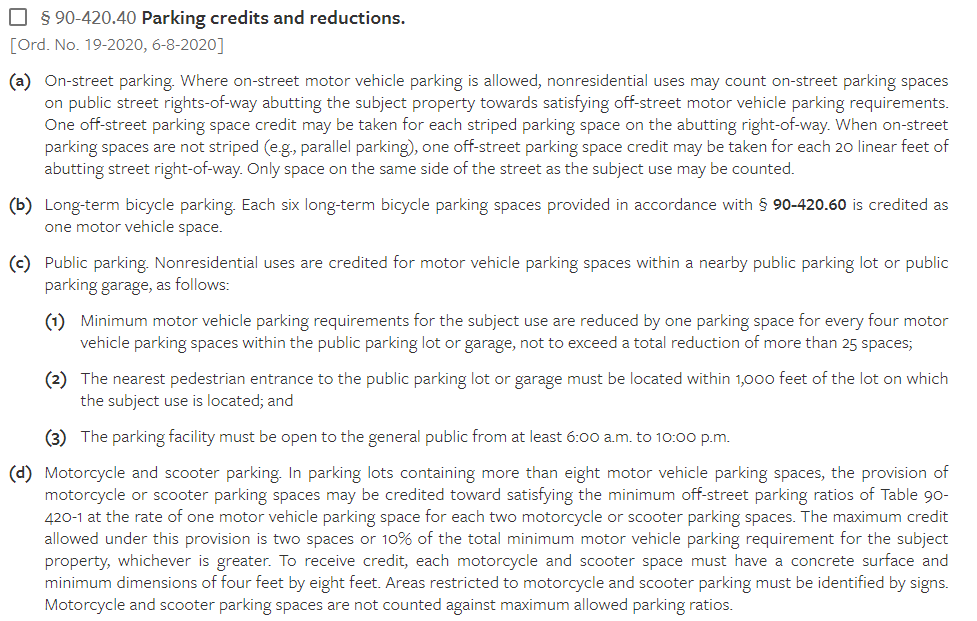 § 90-420.40 Parking credits and reductions.
[Ord. No. 19-2020, 6-8-2020]
(a) On-street parking. Where on-street motor vehicle parking is allowed, nonresidential uses may count on-street parking spaces
on public street rights-of-way abutting the subject property towards satisfying off-street motor vehicle parking requirements.
One off-street parking space credit may be taken for each striped parking space on the abutting right-of-way. When on-street
parking spaces are not striped (e.g., parallel parking), one off-street parking space credit may be taken for each 20 linear feet of
abutting street right-of-way. Only space on the same side of the street as the subject use may be counted.
(b) Long-term bicycle parking. Each six long-term bicycle parking spaces provided in accordance with § 90-420.60 is credited as
one motor vehicle space.
(c) Public parking. Nonresidential uses are credited for motor vehicle parking spaces within a nearby public parking lot or public
parking garage, as follows:
(1) Minimum motor vehicle parking requirements for the subject use are reduced by one parking space for every four motor
vehicle parking spaces within the public parking lot or garage, not to exceed a total reduction of more than 25 spaces;
(2) The nearest pedestrian entrance to the public parking lot or garage must be located within 1,000 feet of the lot on which
the subject use is located; and
(3) The parking facility must be open to the general public from at least 6:00 a.m. to 10:00 p.m.
(d) Motorcycle and scooter parking. In parking lots containing more than eight motor vehicle parking spaces, the provision of
motorcycle or scooter parking spaces may be credited toward satisfying the minimum off-street parking ratios of Table 90-
420-1 at the rate of one motor vehicle parking space for each two motorcycle or scooter parking spaces. The maximum credit
allowed under this provision is two spaces or 10% of the total minimum motor vehicle parking requirement for the subject
property, whichever is greater. To receive credit, each motorcycle and scooter space must have a concrete surface and
minimum dimensions of four feet by eight feet. Areas restricted to motorcycle and scooter parking must be identified by signs.
Motorcycle and scooter parking spaces are not counted against maximum allowed parking ratios.